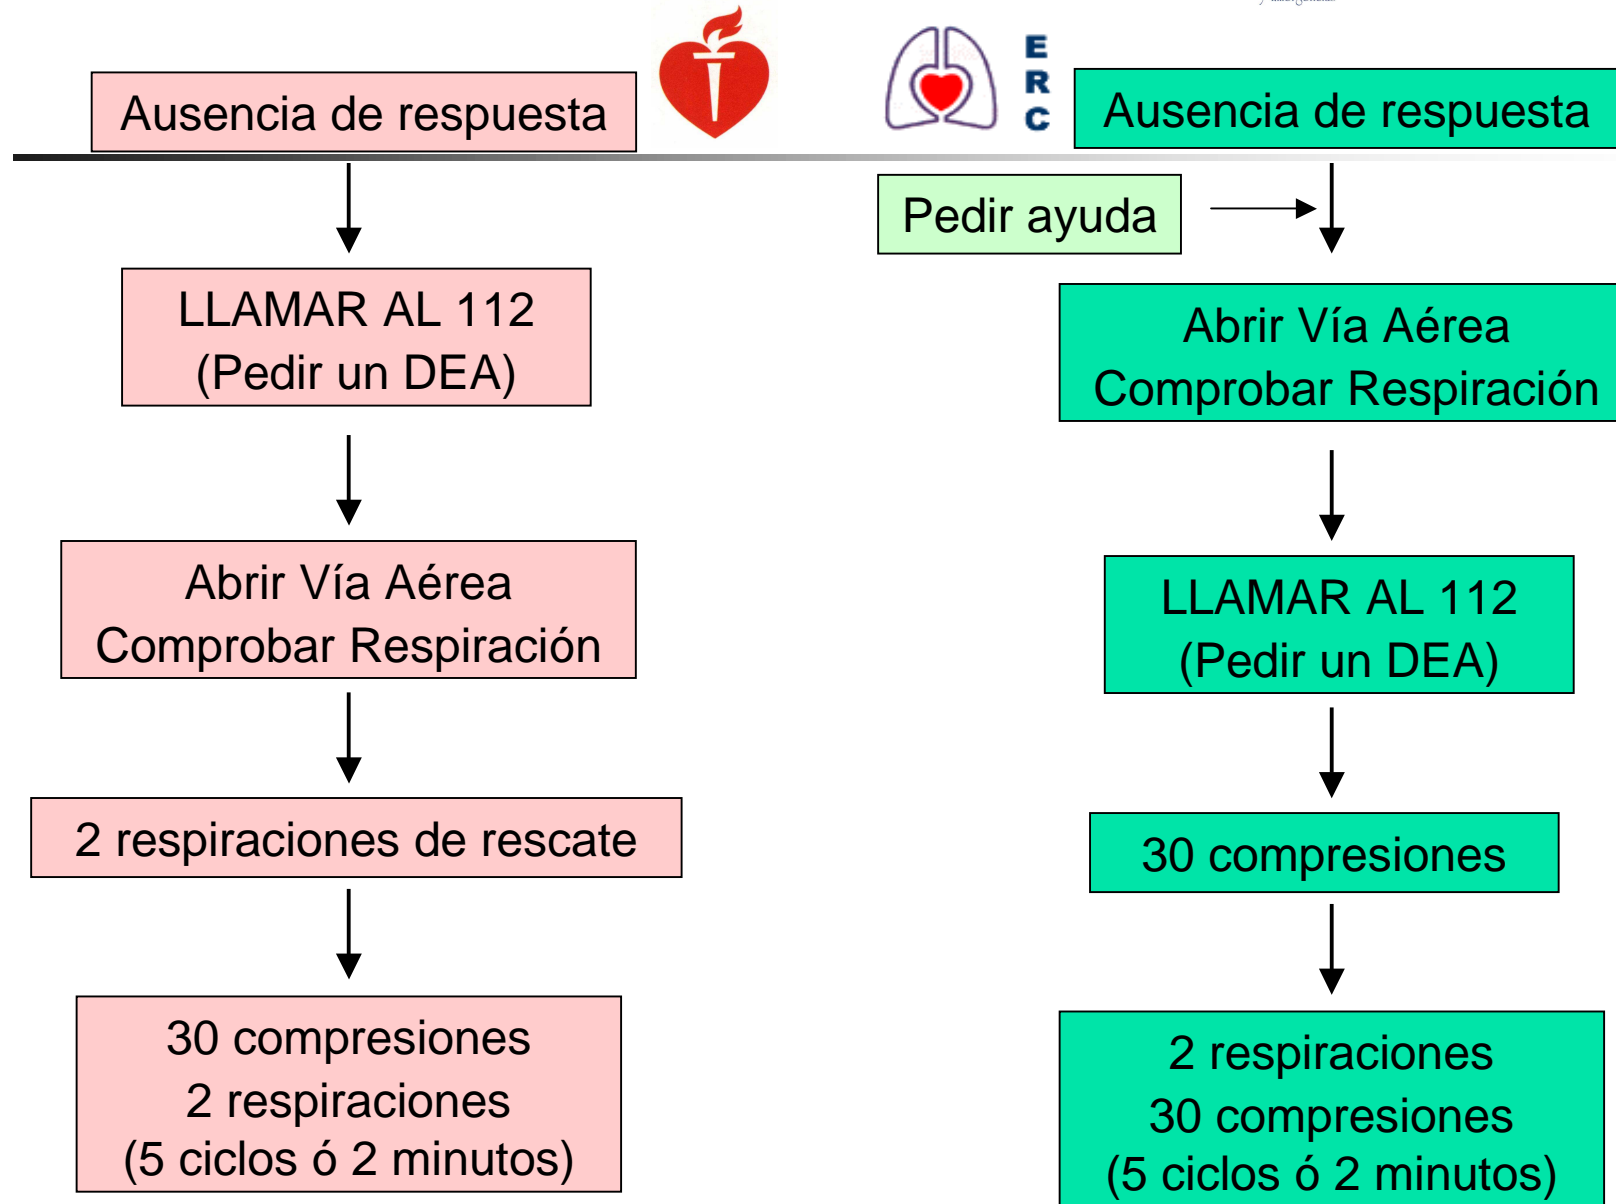 Ausencia de respuesta
LLAMAR AL 112
(Pedir un DEA)
Abrir Vía Aérea
Comprobar Respiración
2 respiraciones de rescate
30 compresiones
2 respiraciones
(5 ciclos ó 2 minutos)
E
R
C
Ausencia de respuesta
Pedir ayuda
Abrir Vía Aérea
Comprobar Respiración
LLAMAR AL 112
(Pedir un DEA)
30 compresiones
2 respiraciones
30 compresiones
(5 ciclos ó 2 minutos)